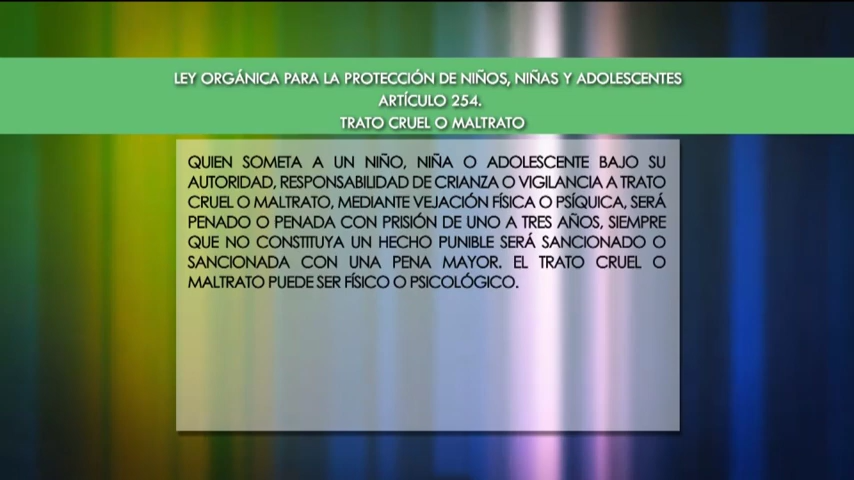 LEY ORGÁNICA PARA LA PROTECCIÓN DE NIÑOS, NIÑAS Y ADOLESCENTES
ARTÍCULO 254.
TRATO CRUEL O MALTRATO
QUIEN SOMETA A UN NIÑO, NIÑA O ADOLESCENTE BAJO SU
AUTORIDAD, RESPONSABILIDAD DE CRIANZA O VIGILANCIA A TRATO
CRUEL O MALTRATO, MEDIANTE VEJACIÓN FÍSICA O PSÍQUICA, SERÁ
PENADO O PENADA CON PRISIÓN DE UNO A TRES AÑOS, SIEMPRE
QUE NO CONSTITUYA UN HECHO PUNIBLE SERÁ SANCIONADO O
SANCIONADA CON UNA PENA MAYOR. EL TRATO CRUEL O
MALTRATO PUEDE SER FÍSICO O PSICOLÓGICO.